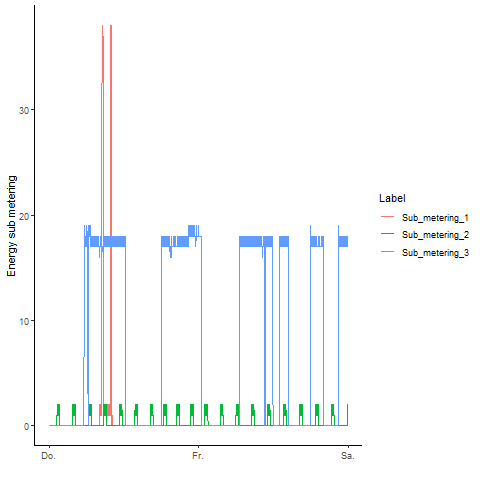 Energy sub metering
30
20
10
0
Do.
Fr.
Sa.
Label
Sub_metering_1
Sub_metering_2
Sub_metering_3